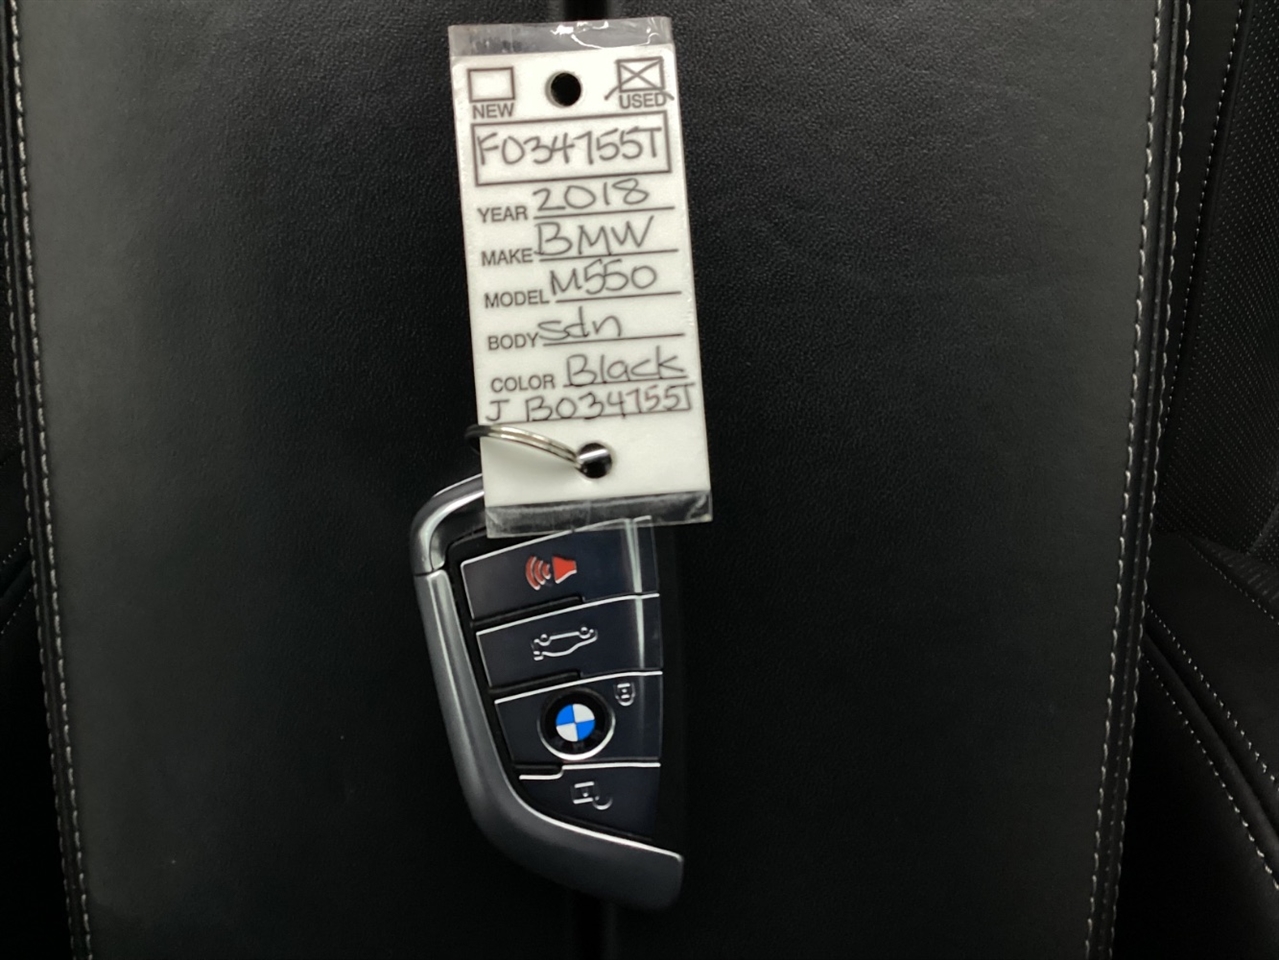 NEW USED
F034755T
YEAR 2018
MAKE BMW
MODEL M550
BODY sdn
COLOR Black
J B034755T